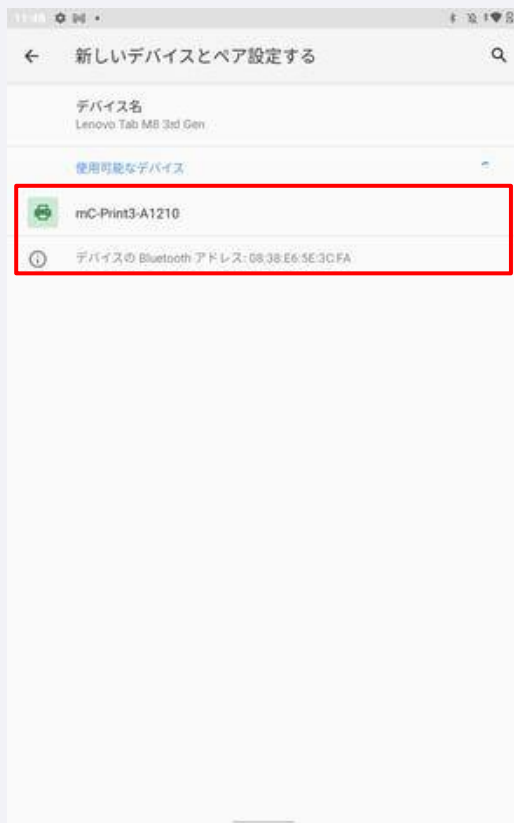 新しいデバイスとペア設定する
デバイス名
Lenovo Tab M8 3rd Gen
使用可能なデバイス
mC-Print3-A1210
デバイスの Bluetooth アドレス: 08:38:E6:5E:3C:FA